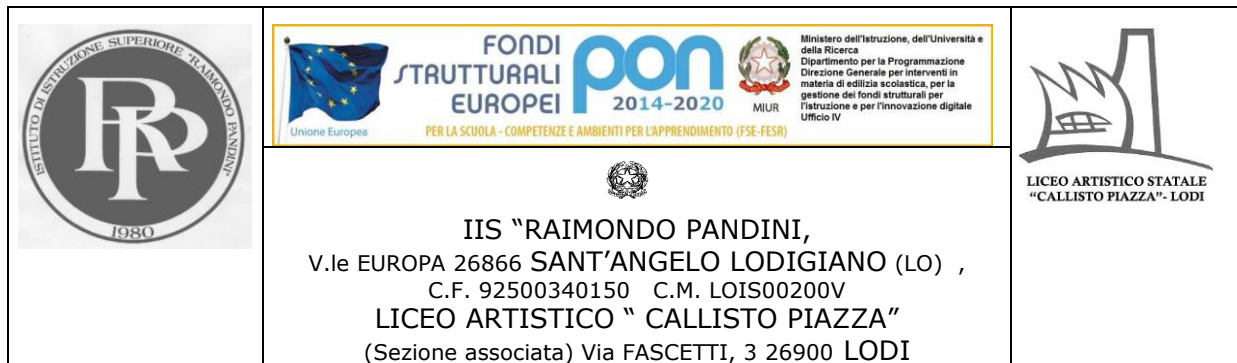 ISTITUTO DI ISTRUZIONE SUPERIORE "RAIMONDO PANDINI"
RP
1980
Unione Europea
FONDI
STRUTTURALI
EUROPEI
pon
2014-2020
MIUR
Ministero dell'Istruzione, dell'Università e
della Ricerca
Dipartimento per la Programmazione
Direzione Generale per interventi in
materia di edilizia scolastica, per la
gestione dei fondi strutturali per
l'istruzione e per l'innovazione digitale
Ufficio IV
PER LA SCUOLA - COMPETENZE E AMBIENTI PER L'APPRENDIMENTO (FSE-FESR)
IIS "RAIMONDO PANDINI,
V.le EUROPA 26866 SANT'ANGELO LODIGIANO (LO) ,
C.F. 92500340150 C.M. LOIS00200V
LICEO ARTISTICO " CALLISTO PIAZZA"
(Sezione associata) Via FASCETTI, 3 26900 LODI
LICEO ARTISTICO STATALE
"CALLISTO PIAZZA"- LODI